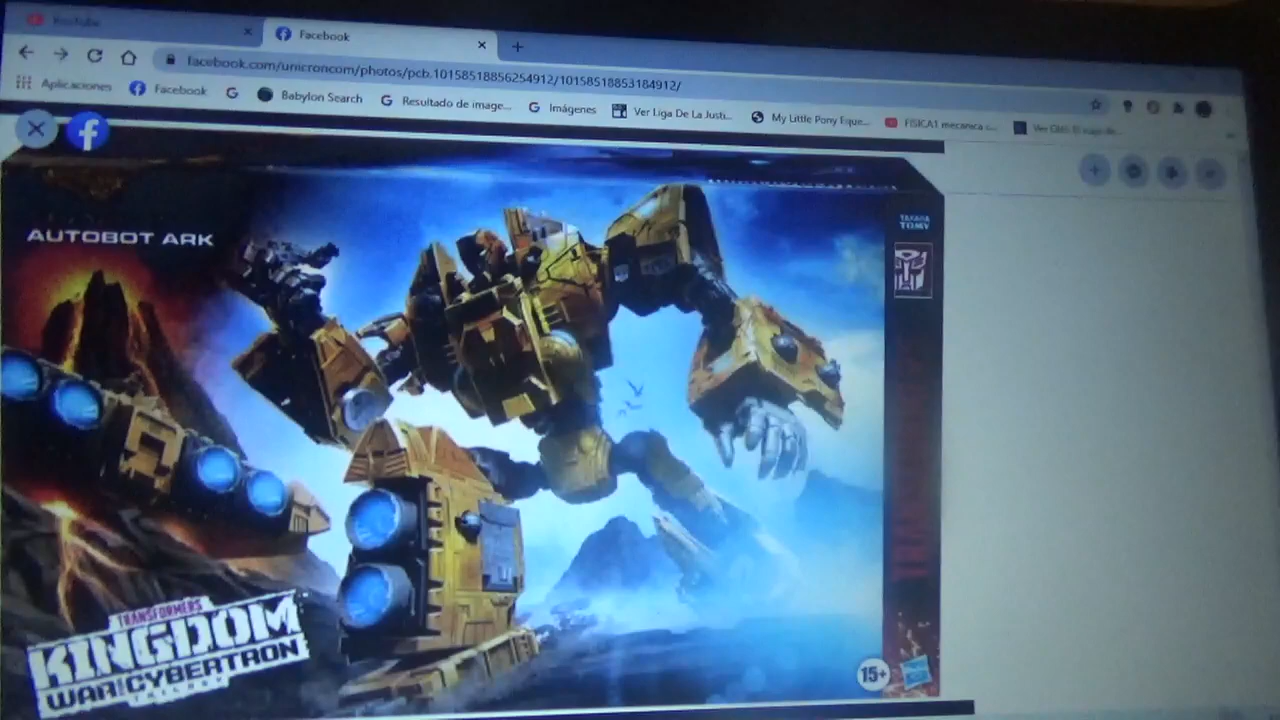 YouTube
Facebook
facebook.com/unicroncom/photos/pcb.10158518856254912/10158518853184912/
Aplicaciones
Facebook
Babylon Search
Resultado de image...
Imágenes
Ver Liga De La Justi...
My Little Pony Eque...
FISICA1 mecanica c...
AUTOBOT ARK
TAKARA
TOMY
TRANSFORMERS
KINGDOM
WAR FOR CYBERTRON
TRILOGY
TRANSFORMERS
15+